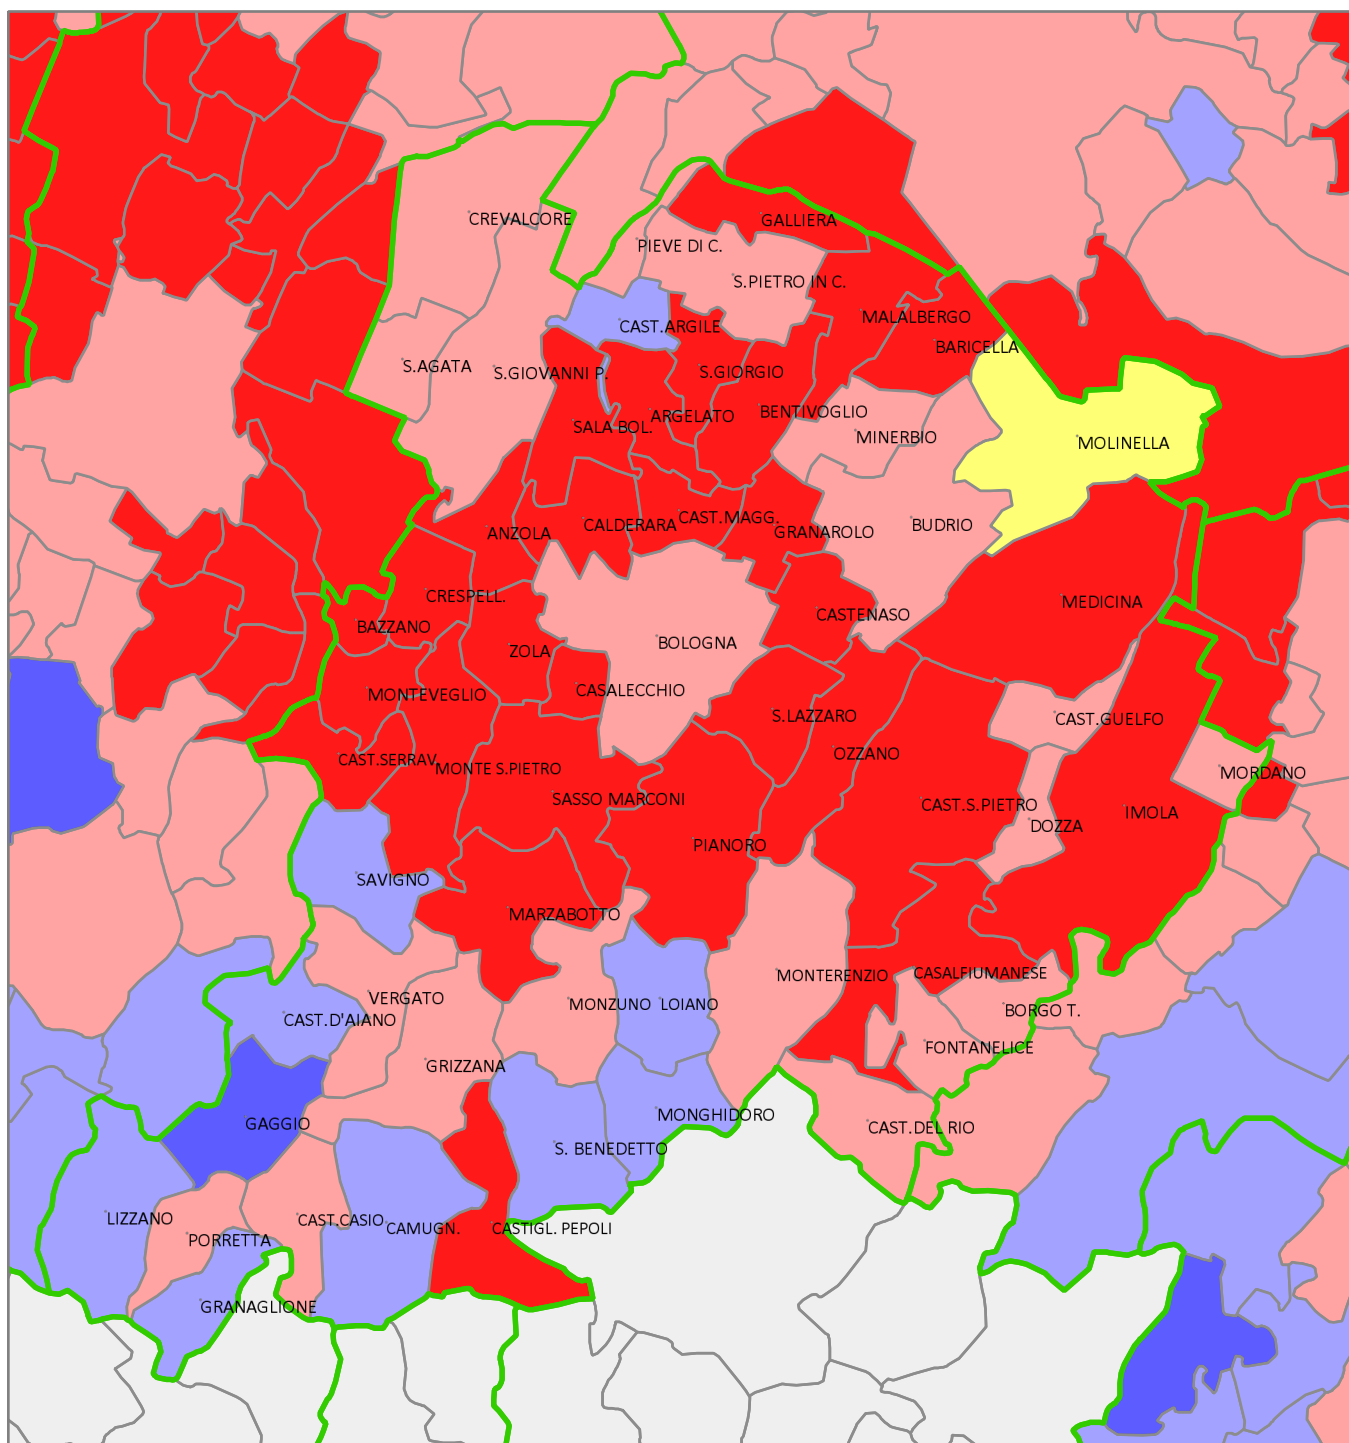 CREVALCORE
GALLIERA
PIEVE DI C.
S.PIETRO IN C.
MALALBERGO
CAST.ARGILE
BARICELLA
S.AGATA
S.GIOVANNI P.
S.GIORGIO
ARGELATO
BENTIVOGLIO
SALA BOL.
MINERBIO
MOLINELLA
CAST.MAGG.
CALDERARA
BUDRIO
ANZOLA
GRANAROLO
CRESPELL.
MEDICINA
CASTENASO
BAZZANO
BOLOGNA
ZOLA
CASALECCHIO
MONTEVEGLIO
S.LAZZARO
CAST.GUELFO
OZZANO
CAST.SERRAV.
MONTE S.PIETRO
MORDANO
SASSO MARCONI
CAST.S.PIETRO
IMOLA
DOZZA
PIANORO
SAVIGNO
MARZABOTTO
MONTERENZIO
CASALFIUMANESE
VERGATO
MONZUNO
LOIANO
BORGO T.
CAST.D'AIANO
FONTANELICE
GRIZZANA
MONGHIDORO
GAGGIO
CAST.DEL RIO
S. BENEDETTO
LIZZANO
CAST.CASIO
CAMUGN.
CASTIGL. PEPOLI
PORRETTA
GRANAGLIONE